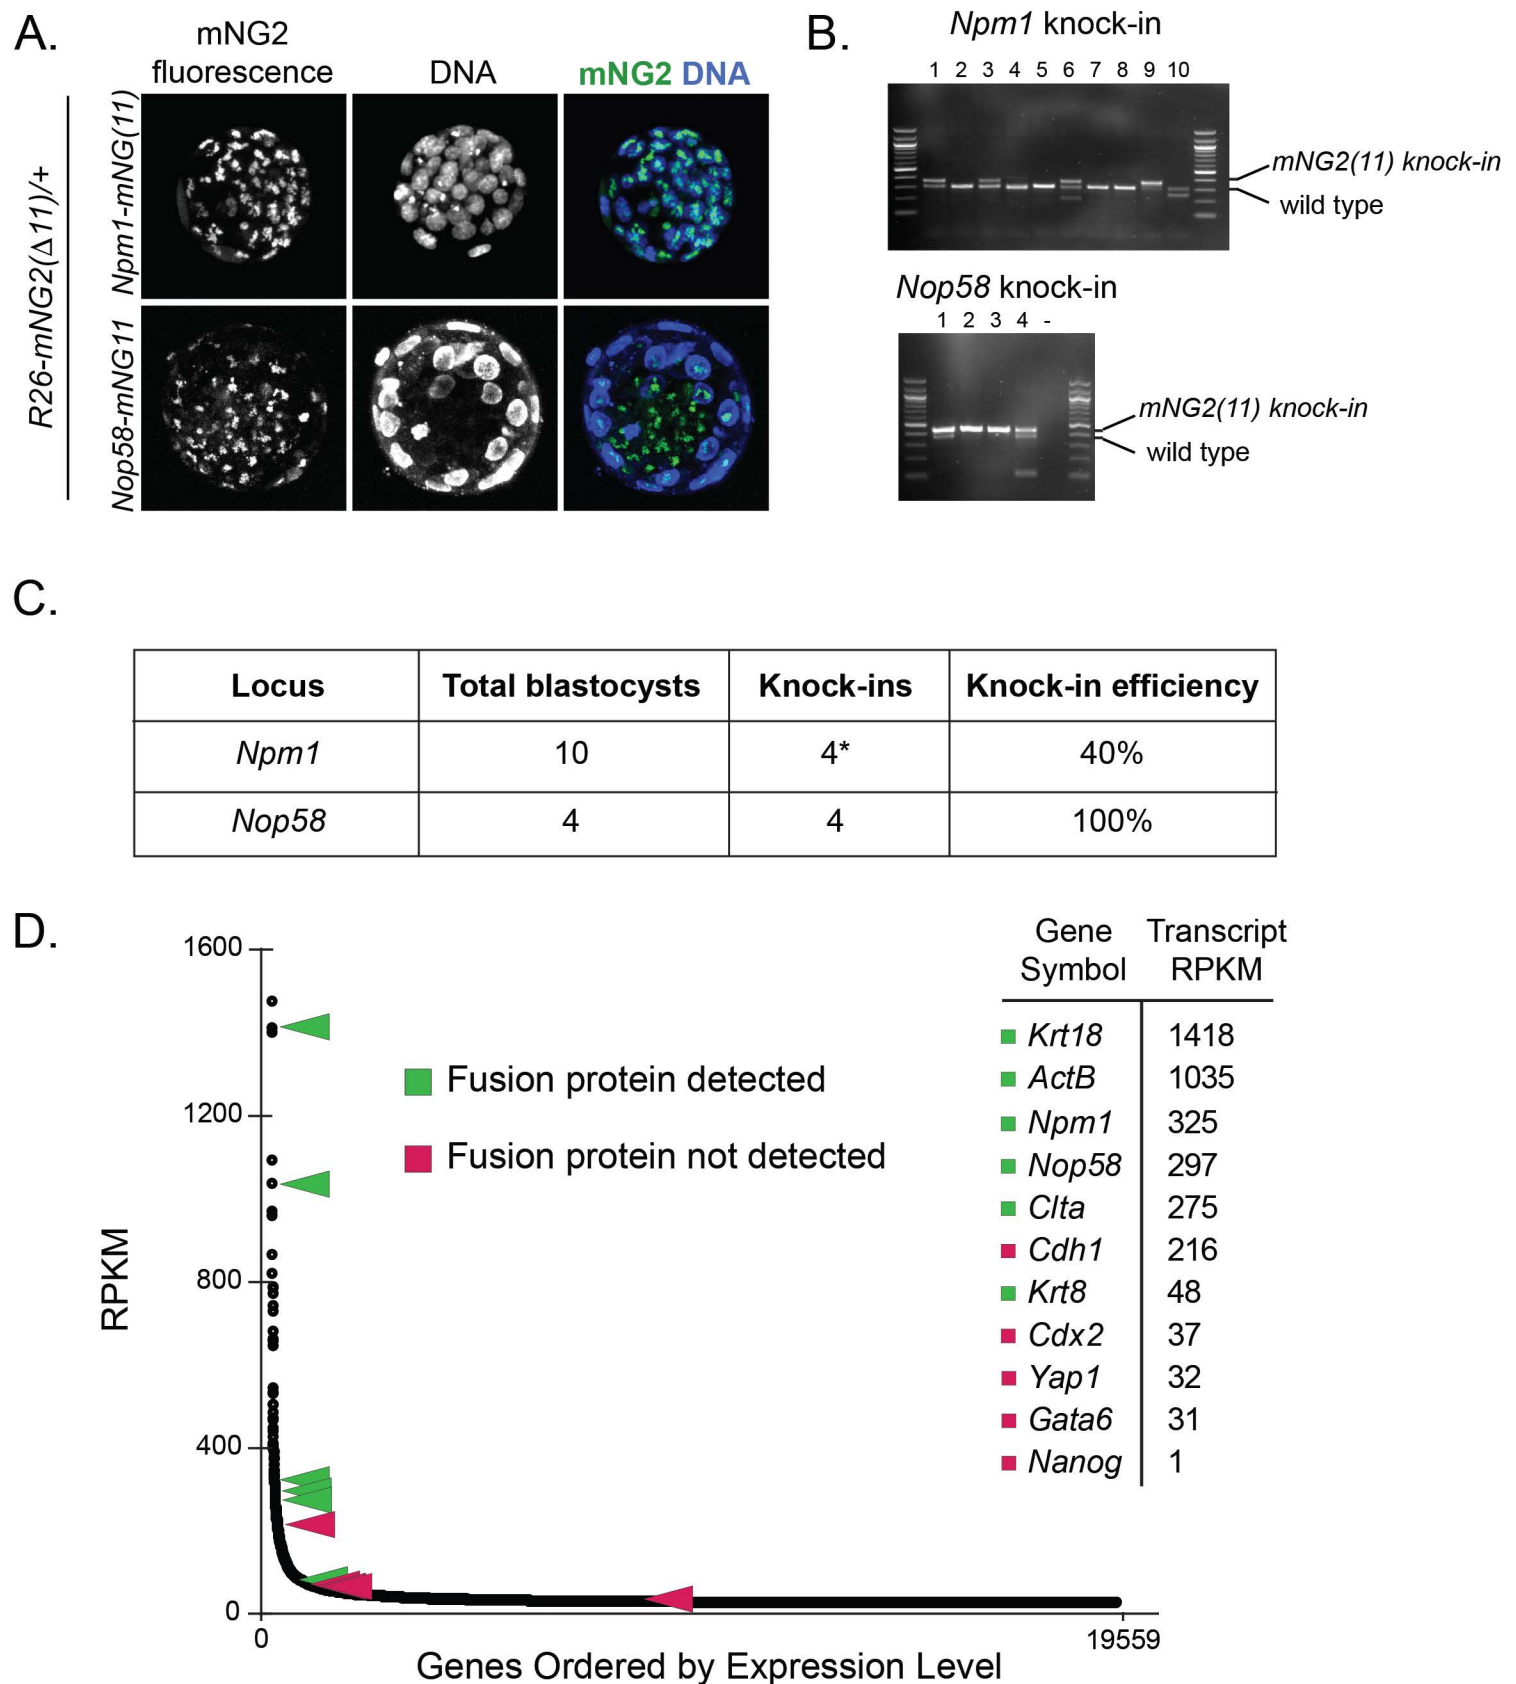 A.
mNG2
fluorescence
DNA
mNG2 DNA
R26-mNG2(Δ11)/+
Npm1-mNG(11)
Nop58-mNG11
B.
Npm1 knock-in
1 2 3 4 5 6 7 8 9 10
mNG2(11) knock-in
wild type
Nop58 knock-in
1 2 3 4 -
mNG2(11) knock-in
wild type
C.
Locus Total blastocysts Knock-ins Knock-in efficiency
Npm1 10 4* 40%
Nop58 4 4 100%
D.
RPKM
1600
1200
800
400
0
0 19559
Genes Ordered by Expression Level
Fusion protein detected
Fusion protein not detected
Gene Transcript
Symbol RPKM
Krt18 1418
ActB 1035
Npm1 325
Nop58 297
Clta 275
Cdh1 216
Krt8 48
Cdx2 37
Yap1 32
Gata6 31
Nanog 1